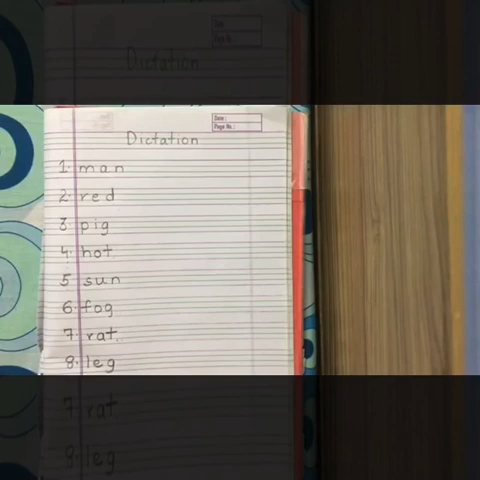 Date :
Page No. :
Dictation
1. man
2. red
3. pig
4. hot
5 sun
6. fog
7. rat
8. leg